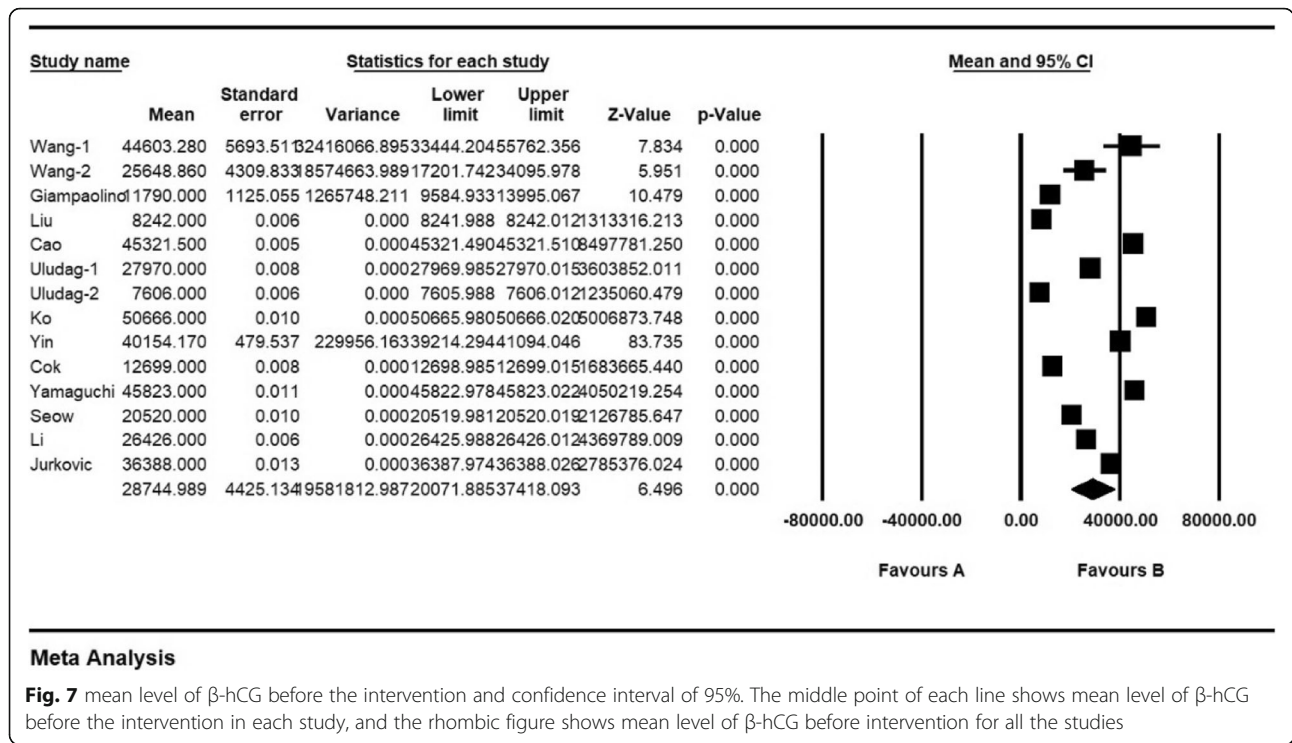 Study name Statistics for each study Mean and 95% CI
Standard Lower Upper
Mean error Variance limit limit Z-Value p-Value
Wang-1 44603.280 5693.511 32416066.895 33444.204 55762.356 7.834 0.000
Wang-2 25648.860 4309.833 18574663.989 17201.742 34095.978 5.951 0.000
Giampaolino 11790.000 1125.055 1265748.211 9584.933 13995.067 10.479 0.000
Liu 8242.000 0.006 0.000 8241.988 8242.012 1313316.213 0.000
Cao 45321.500 0.005 0.000 45321.490 45321.510 8497781.250 0.000
Uludag-1 27970.000 0.008 0.000 27969.985 27970.015 3603852.011 0.000
Uludag-2 7606.000 0.006 0.000 7605.988 7606.012 1235060.479 0.000
Ko 50666.000 0.010 0.000 50665.980 50666.020 5006873.748 0.000
Yin 40154.170 479.537 229956.163 39214.294 41094.046 83.735 0.000
Cok 12699.000 0.008 0.000 12698.985 12699.015 1683665.440 0.000
Yamaguchi 45823.000 0.011 0.000 45822.978 45823.022 4050219.254 0.000
Seow 20520.000 0.010 0.000 20519.981 20520.019 2126785.647 0.000
Li 26426.000 0.006 0.000 26425.988 26426.012 4369789.009 0.000
Jurkovic 36388.000 0.013 0.000 36387.974 36388.026 2785376.024 0.000
28744.989 4425.134 19581812.987 20071.885 37418.093 6.496 0.000
-80000.00 -40000.00 0.00 40000.00 80000.00
Favours A Favours B
Meta Analysis
Fig. 7 mean level of β-hCG before the intervention and confidence interval of 95%. The middle point of each line shows mean level of β-hCG
before the intervention in each study, and the rhombic figure shows mean level of β-hCG before intervention for all the studies